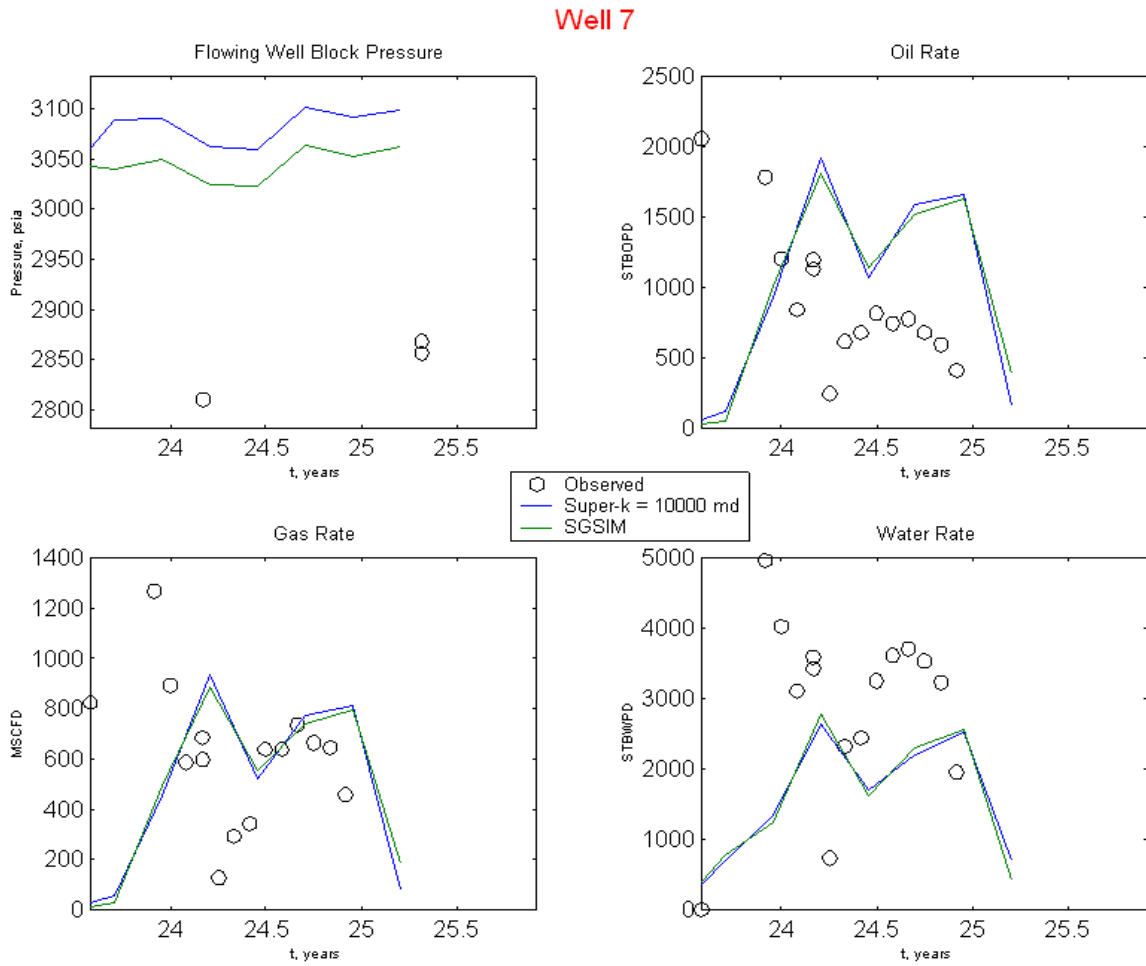 Well 7
Flowing Well Block Pressure
Pressure, psia
3100
3050
3000
2950
2900
2850
2800
24
24.5
25
25.5
t, years
Oil Rate
STBOPD
2500
2000
1500
1000
500
0
24
24.5
25
25.5
t, years
Observed
Super-k = 10000 md
SGSIM
Gas Rate
MSCFD
1400
1200
1000
800
600
400
200
0
24
24.5
25
25.5
t, years
Water Rate
STBWPD
5000
4000
3000
2000
1000
0
24
24.5
25
25.5
t, years